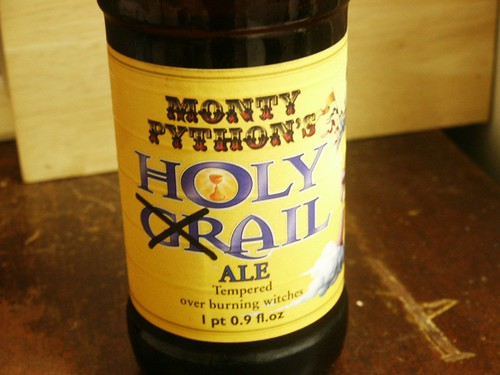 MONTY
PYTHON'S
HOLY
GRAIL
ALE
Tempered
over burning witches
1 pt 0.9 fl.oz